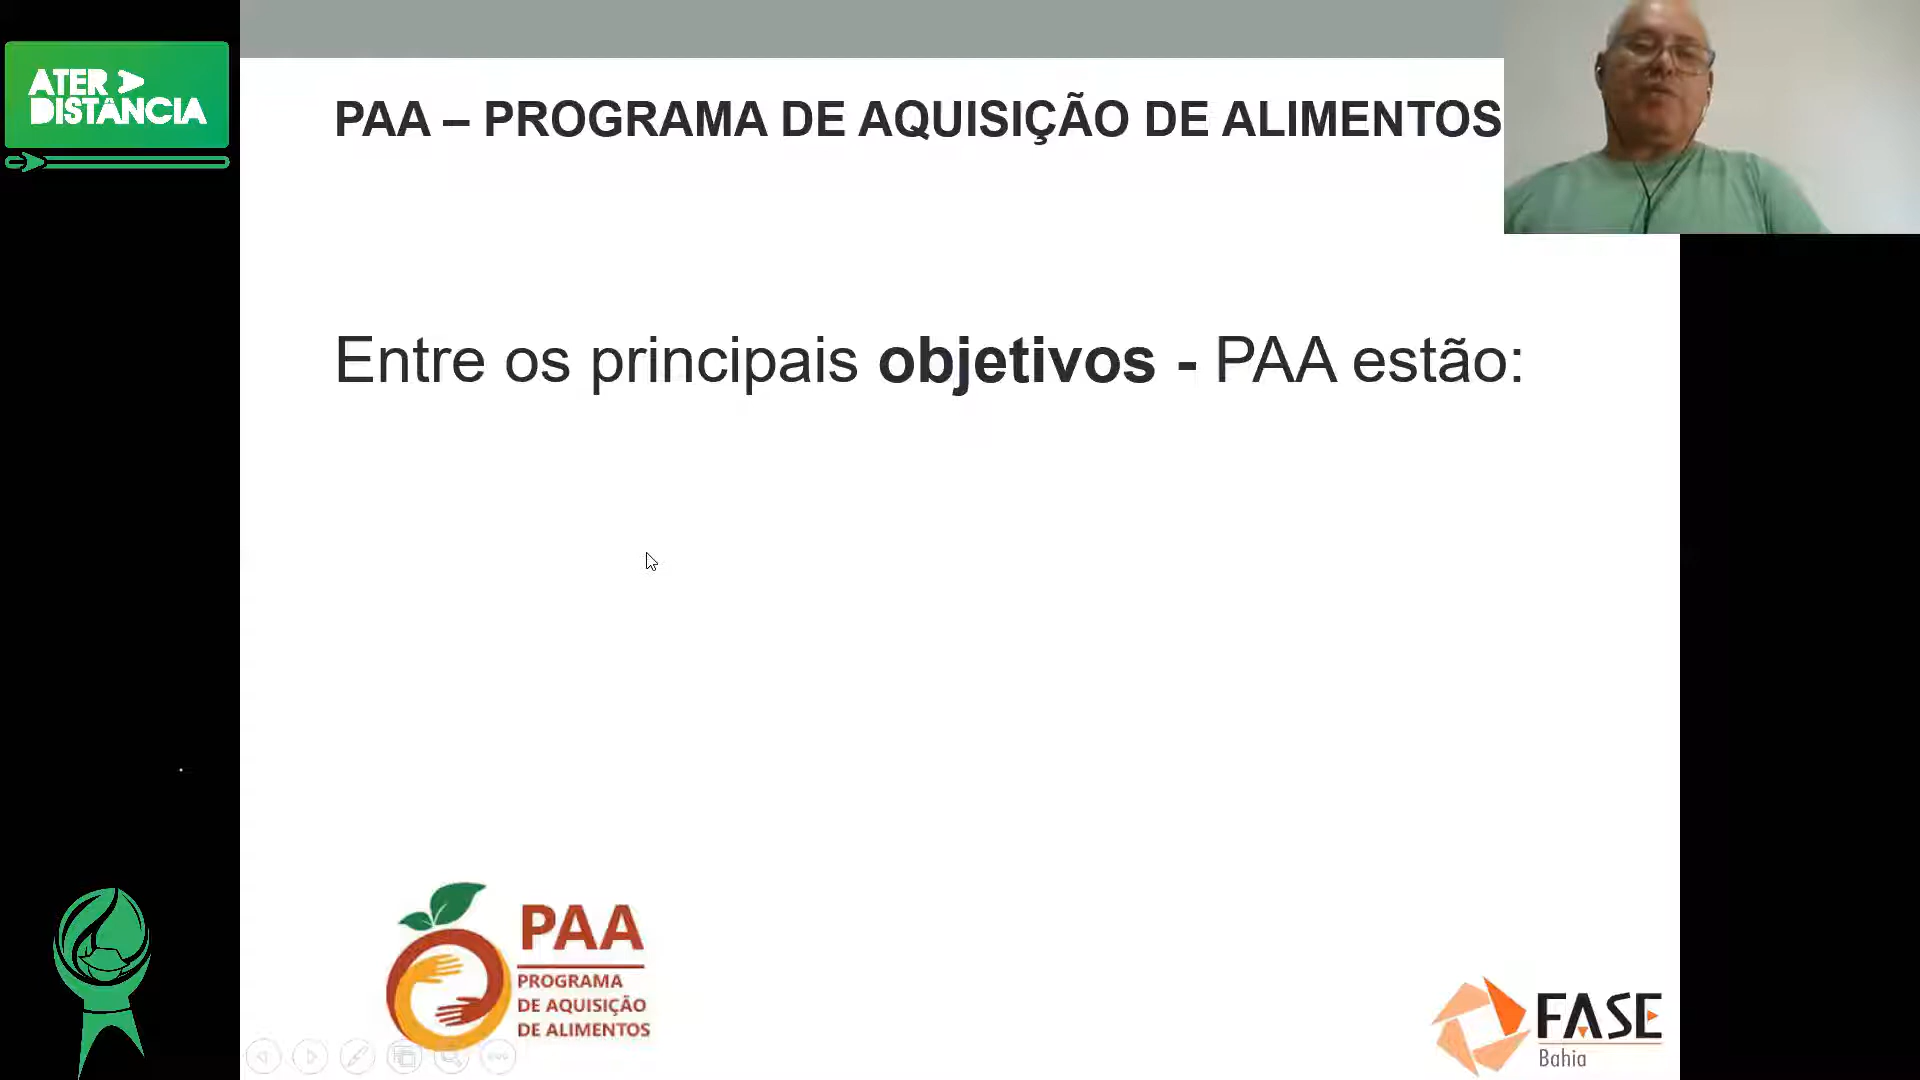 ATER
DISTÂNCIA
PAA – PROGRAMA DE AQUISIÇÃO DE ALIMENTOS
Entre os principais objetivos - PAA estão:
PAA
PROGRAMA
DE AQUISIÇÃO
DE ALIMENTOS
FASE
Bahia